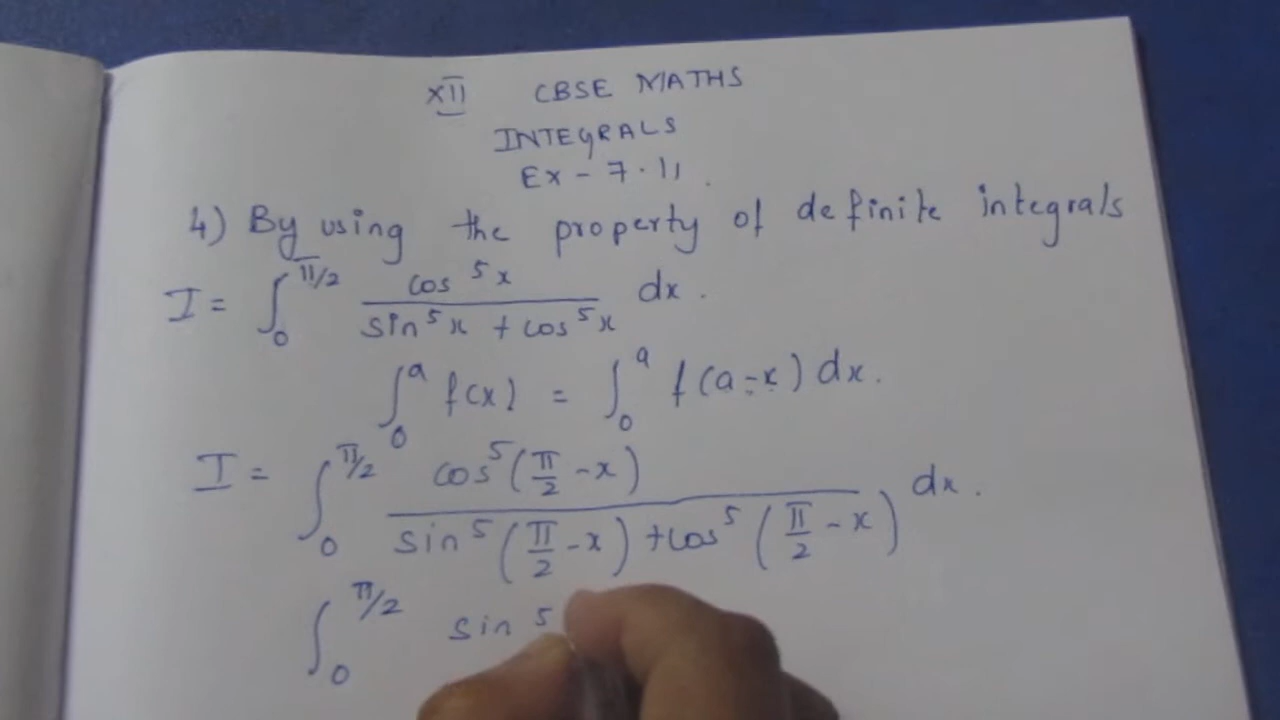 XII CBSE MATHS
INTEGRALS
Ex - 7.11.
4) By using the property of definite integrals
I = ∫₀^(π/2) cos⁵x / (sin⁵x + cos⁵x) dx.
∫₀^a f(x) = ∫₀^a f(a-x) dx.
I = ∫₀^(π/2) cos⁵(π/2 - x) / (sin⁵(π/2 - x) + cos⁵(π/2 - x)) dx.
∫₀^(π/2) sin⁵